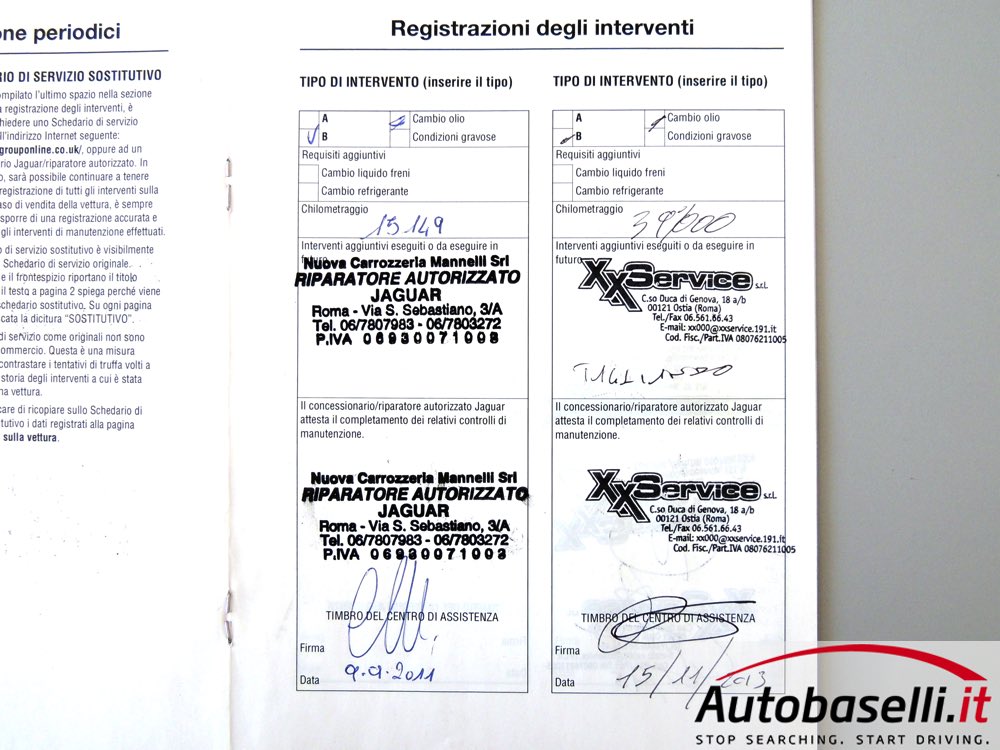 ne periodici
RIO DI SERVIZIO SOSTITUTIVO
ompilato l'ultimo spazio nella sezione
a registrazione degli interventi, è
hiedere uno Schedario di servizio
ll'indirizzo Internet seguente:
grouponline.co.uk/, oppure ad un
rio Jaguar/riparatore autorizzato. In
o, sarà possibile continuare a tenere
registrazione di tutti gli interventi sulla
aso di vendita della vettura, è sempre
sporre di una registrazione accurata e
gli interventi di manutenzione effettuati.
o di servizio sostitutivo è visibilmente
Schedario di servizio originale.
e il frontespizio riportano il titolo
il testo a pagina 2 spiega perché viene
schedario sostitutivo. Su ogni pagina
cata la dicitura "SOSTITUTIVO".
di servizio come originali non sono
ommercio. Questa è una misura
contrastare i tentativi di truffa volti a
storia degli interventi a cui è stata
na vettura.
care di ricopiare sullo Schedario di
tutivo i dati registrati alla pagina
sulla vettura.
Registrazioni degli interventi
TIPO DI INTERVENTO (inserire il tipo)
A Cambio olio
B Condizioni gravose
Requisiti aggiuntivi
Cambio liquido freni
Cambio refrigerante
Chilometraggio
15149
Interventi aggiuntivi eseguiti o da eseguire in
futuro
Nuova Carrozzeria Mannelli Srl
RIPARATORE AUTORIZZATO
JAGUAR
Roma - Via S. Sebastiano, 3/A
Tel. 06/7807983 - 06/7803272
P.IVA 06930071003
Il concessionario/riparatore autorizzato Jaguar
attesta il completamento dei relativi controlli di
manutenzione.
Nuova Carrozzeria Mannelli Srl
RIPARATORE AUTORIZZATO
JAGUAR
Roma - Via S. Sebastiano, 3/A
Tel. 06/7807983 - 06/7803272
P.IVA 06930071003
TIMBRO DEL CENTRO DI ASSISTENZA
Firma
Data 9.9.2011
TIPO DI INTERVENTO (inserire il tipo)
A Cambio olio
B Condizioni gravose
Requisiti aggiuntivi
Cambio liquido freni
Cambio refrigerante
Chilometraggio
Interventi aggiuntivi eseguiti o da eseguire in
futuro
XXService s.r.l.
C.so Duca di Genova, 18 a/b
00121 Ostia (Roma)
Tel./Fax 06.561.66.43
E-mail: xx000@xxservice.191.it
Cod. Fisc./Part.IVA 08076211005
TAGLIANDO
Il concessionario/riparatore autorizzato Jaguar
attesta il completamento dei relativi controlli di
manutenzione.
XXService s.r.l.
C.so Duca di Genova, 18 a/b
00121 Ostia (Roma)
Tel./Fax 06.561.66.43
E-mail: xx000@xxservice.191.it
Cod. Fisc./Part.IVA 08076211005
TIMBRO DEL CENTRO DI ASSISTENZA
Firma
Data 15/11/2013
Autobaselli.it
STOP SEARCHING. START DRIVING.